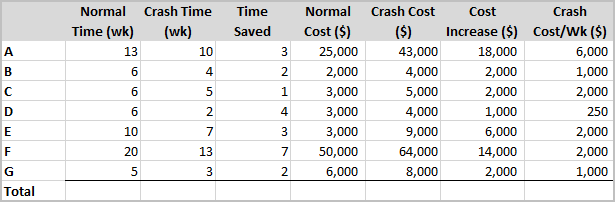 Normal Crash Time Time Normal Crash Cost Cost Crash
Time (wk) (wk) Saved Cost ($) ($) Increase ($) Cost/Wk ($)
A 13 10 3 25,000 43,000 18,000 6,000
B 6 4 2 2,000 4,000 2,000 1,000
C 6 5 1 3,000 5,000 2,000 2,000
D 6 2 4 3,000 4,000 1,000 250
E 10 7 3 3,000 9,000 6,000 2,000
F 20 13 7 50,000 64,000 14,000 2,000
G 5 3 2 6,000 8,000 2,000 1,000
Total